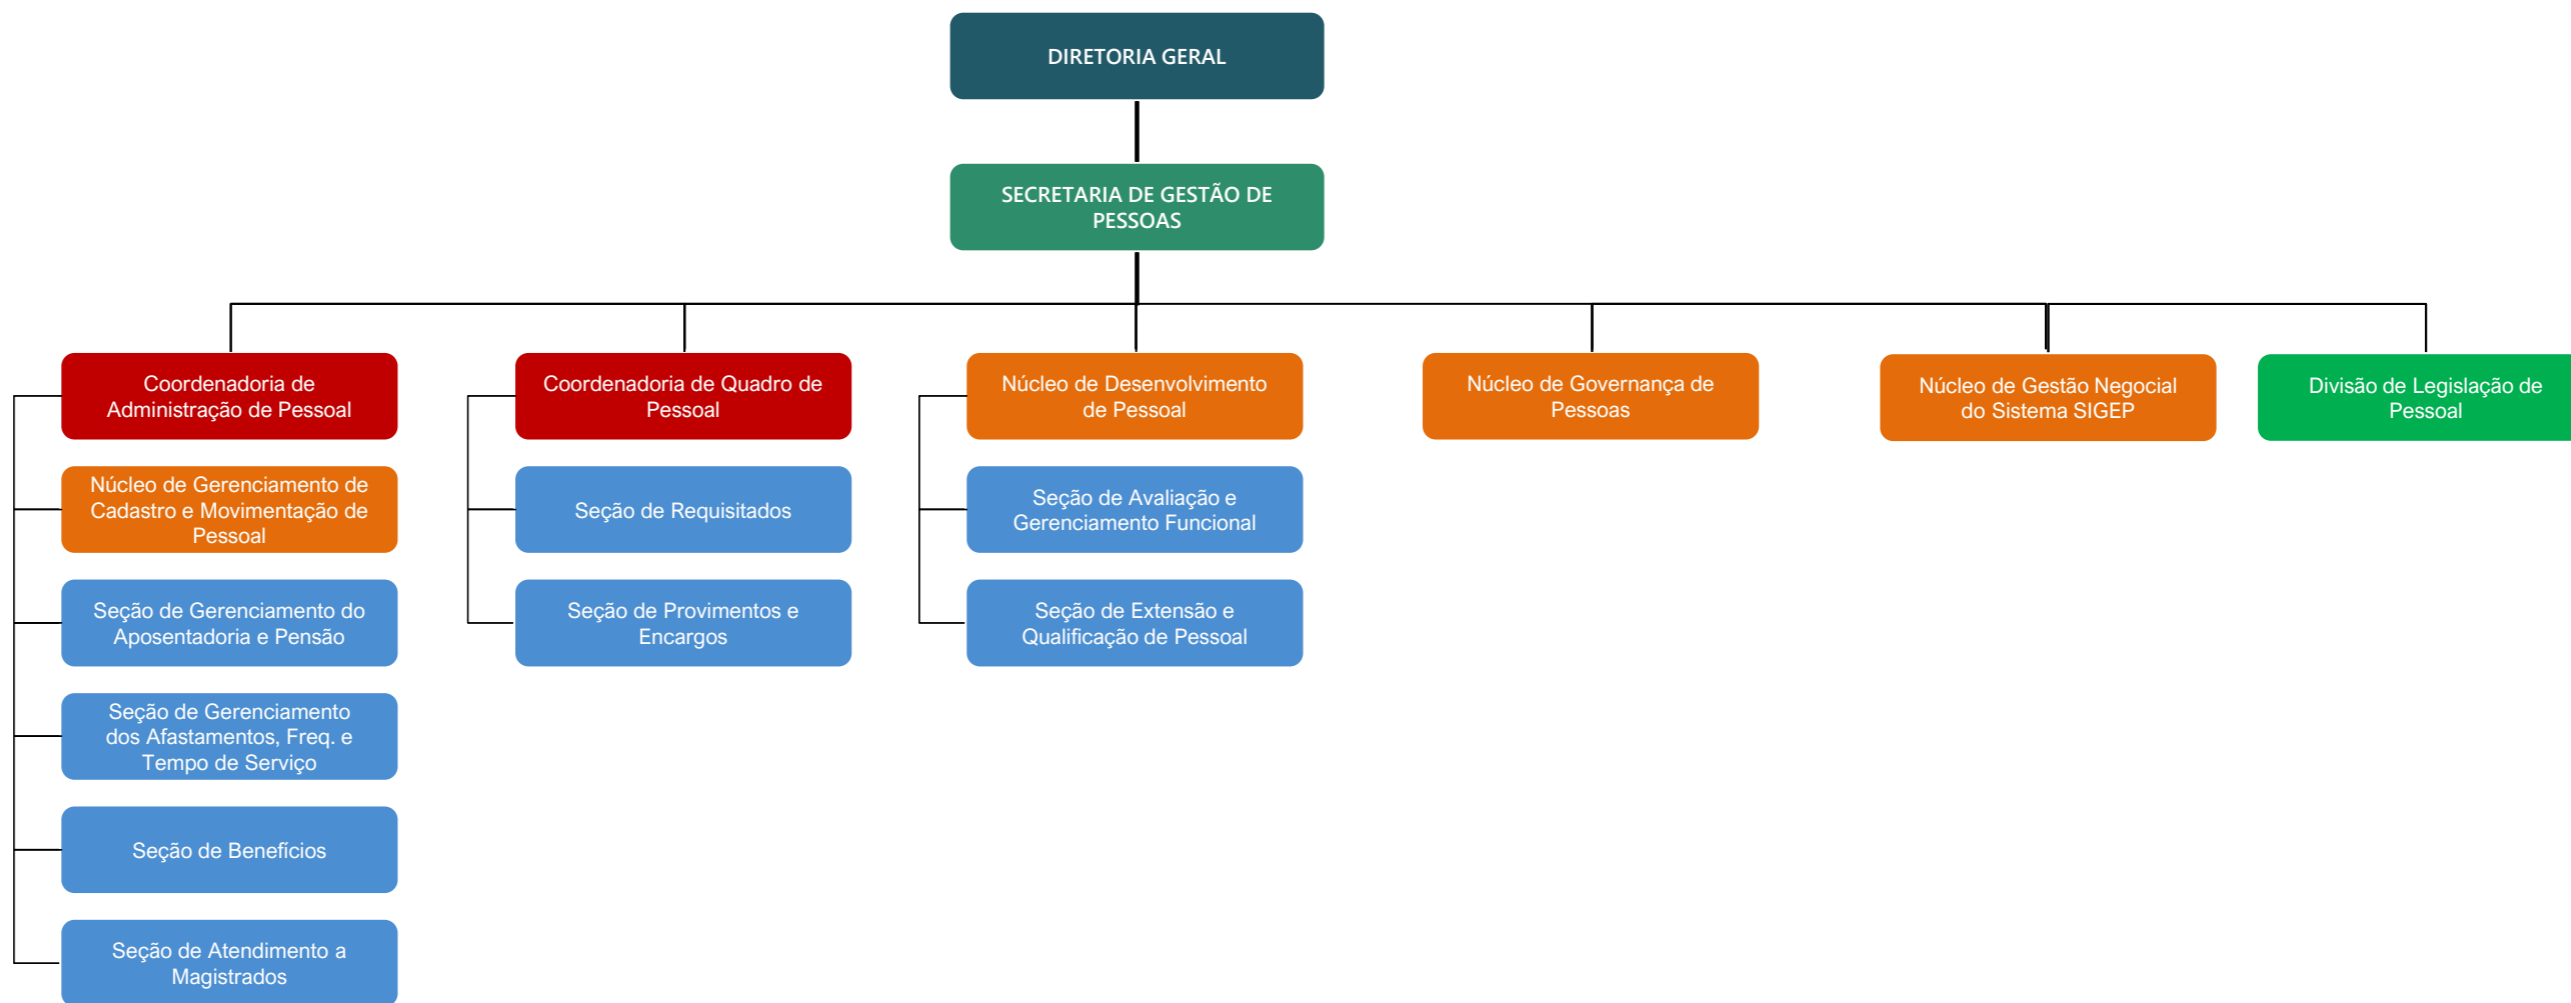 DIRETORIA GERAL
SECRETARIA DE GESTÃO DE
PESSOAS
Coordenadoria de
Administração de Pessoal
Coordenadoria de Quadro de
Pessoal
Núcleo de Desenvolvimento
de Pessoal
Núcleo de Governança de
Pessoas
Núcleo de Gestão Negocial
do Sistema SIGEP
Divisão de Legislação de
Pessoal
Núcleo de Gerenciamento de
Cadastro e Movimentação de
Pessoal
Seção de Requisitados
Seção de Avaliação e
Gerenciamento Funcional
Seção de Gerenciamento do
Aposentadoria e Pensão
Seção de Provimentos e
Encargos
Seção de Extensão e
Qualificação de Pessoal
Seção de Gerenciamento
dos Afastamentos, Freq. e
Tempo de Serviço
Seção de Benefícios
Seção de Atendimento a
Magistrados